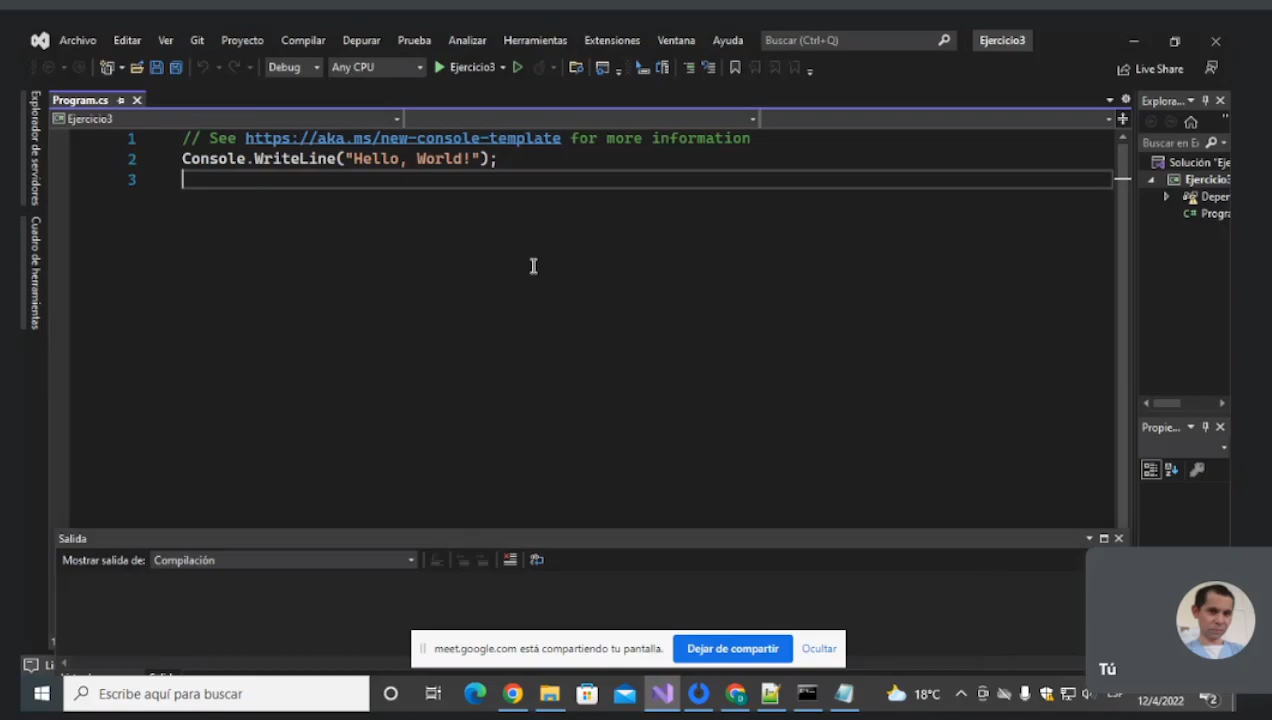 Archivo Editar Ver Git Proyecto Compilar Depurar Prueba Analizar Herramientas Extensiones Ventana Ayuda Buscar (Ctrl+Q) Ejercicio3
Debug Any CPU Ejercicio3 Live Share
Explorador de servidores
Cuadro de herramientas
Program.cs Explora...
Ejercicio3
1 // See https://aka.ms/new-console-template for more information
2 Console.WriteLine("Hello, World!");
3
Buscar en
Solución "Eje
Ejercicio3
Deper
C# Progra
Propie...
Salida
Mostrar salida de: Compilación
meet.google.com está compartiendo tu pantalla. Dejar de compartir Ocultar
Tú
Escribe aquí para buscar 18°C 12/4/2022 2